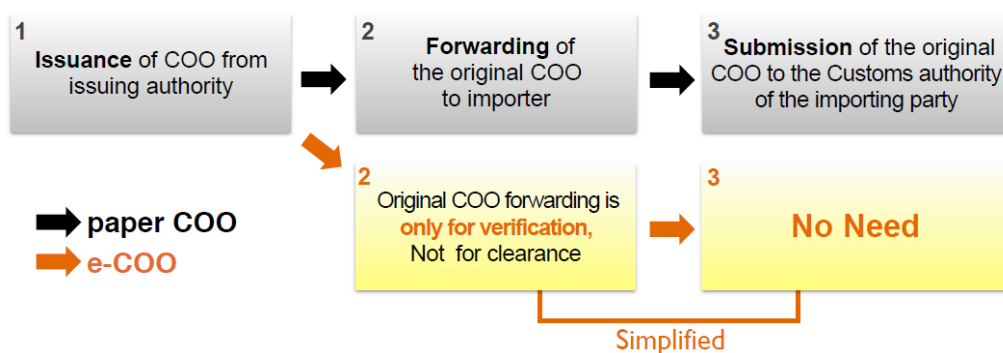 1
Issuance of COO from
issuing authority
2
Forwarding of
the original COO
to importer
3
Submission of the original
COO to the Customs authority
of the importing party
2
Original COO forwarding is
only for verification,
Not for clearance
3
No Need
paper COO
e-COO
Simplified